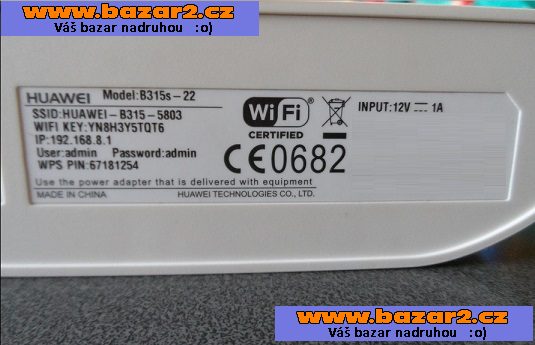 www.bazar2.cz
Váš bazar nadruhou :o)
HUAWEI Model:B315s-22
SSID:HUAWEI-B315-5803
WIFI KEY:YN8H3Y5TQT6
IP:192.168.8.1
User:admin Password:admin
WPS PIN:67181254
Use the power adapter that is delivered with equipment
MADE IN CHINA HUAWEI TECHNOLOGIES CO., LTD.
WiFi
CERTIFIED
CE0682
INPUT:12V ⎓ 1A
www.bazar2.cz
Váš bazar nadruhou :o)